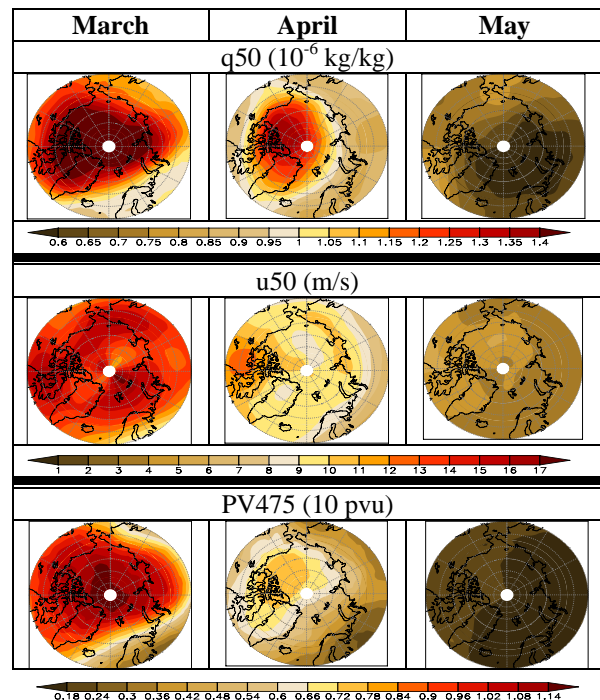 March April May
q50 (10-6 kg/kg)
0.6 0.65 0.7 0.75 0.8 0.85 0.9 0.95 1 1.05 1.1 1.15 1.2 1.25 1.3 1.35 1.4
u50 (m/s)
1 2 3 4 5 6 7 8 9 10 11 12 13 14 15 16 17
PV475 (10 pvu)
0.18 0.24 0.3 0.36 0.42 0.48 0.54 0.6 0.66 0.72 0.78 0.84 0.9 0.96 1.02 1.08 1.14